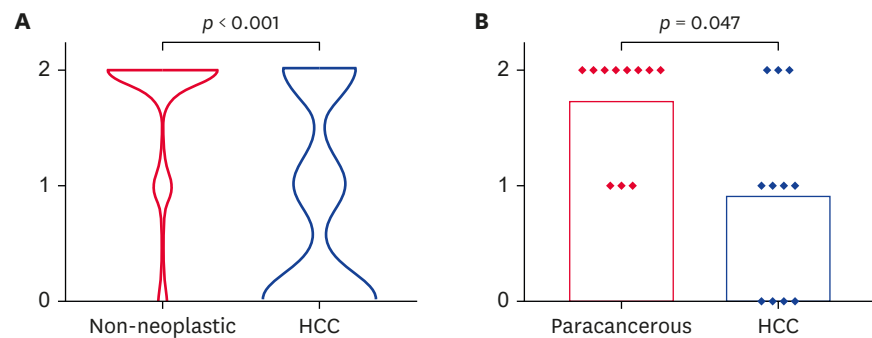 A
p < 0.001
2
1
0
Non-neoplastic
HCC
B
p = 0.047
2
1
0
Paracancerous
HCC